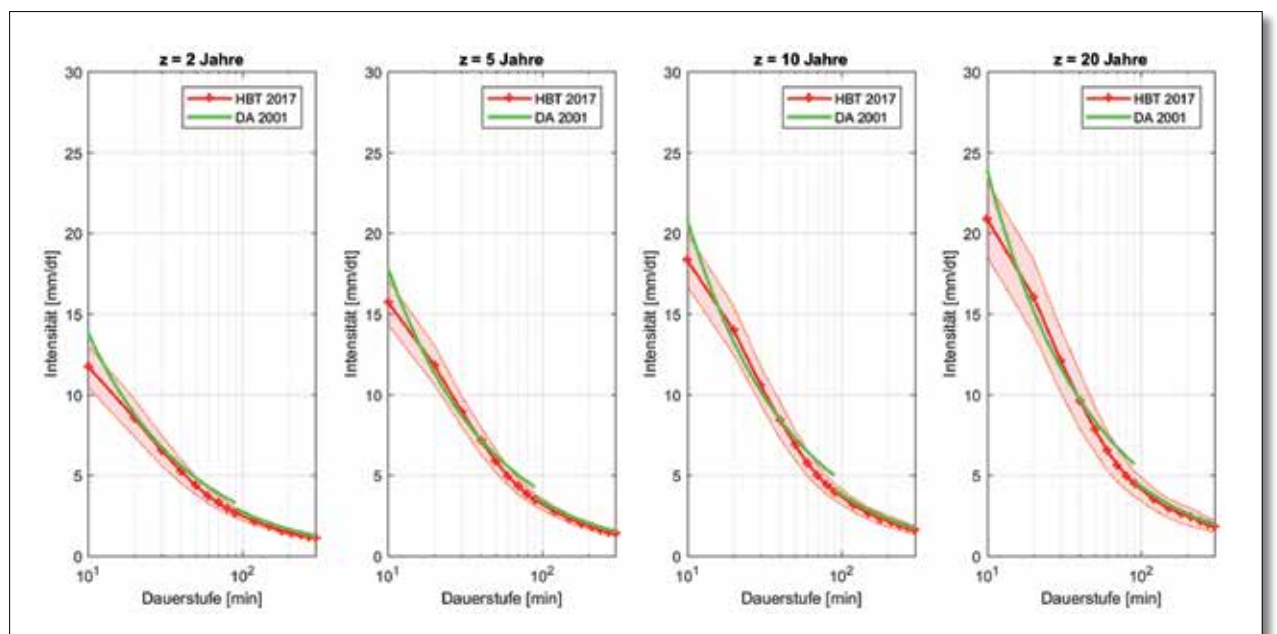 z = 2 Jahre
30
25
20
15
10
5
0
Intensität [mm/dt]
HBT 2017
DA 2001
10¹
10²
Dauerstufe [min]
z = 5 Jahre
30
25
20
15
10
5
0
Intensität [mm/dt]
HBT 2017
DA 2001
10¹
10²
Dauerstufe [min]
z = 10 Jahre
30
25
20
15
10
5
0
Intensität [mm/dt]
HBT 2017
DA 2001
10¹
10²
Dauerstufe [min]
z = 20 Jahre
30
25
20
15
10
5
0
Intensität [mm/dt]
HBT 2017
DA 2001
10¹
10²
Dauerstufe [min]